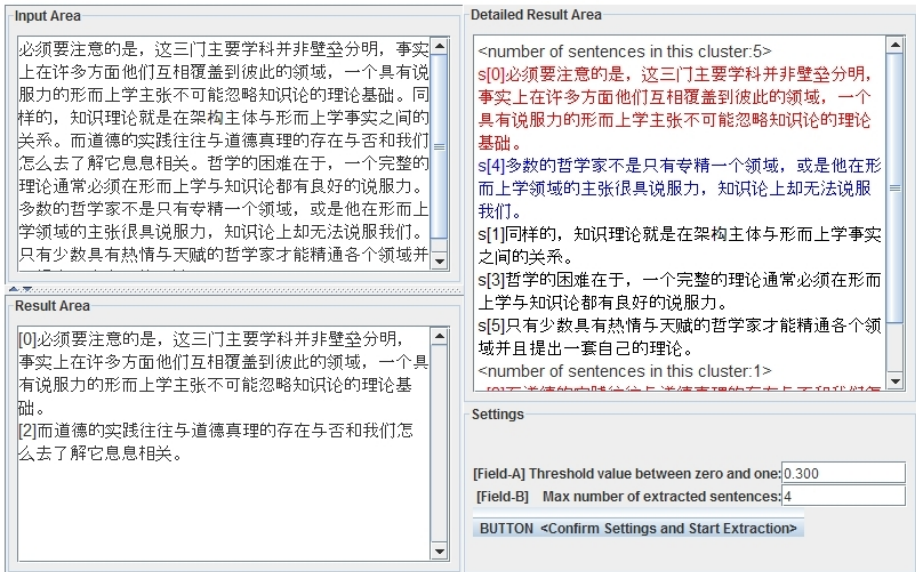 Input Area
必须要注意的是，这三门主要学科并非壁垒分明，事实
上在许多方面他们互相覆盖到彼此的领域，一个具有说
服力的形而上学主张不可能忽略知识论的理论基础。同
样的，知识理论就是在架构主体与形而上学事实之间的
关系。而道德的实践往往与道德真理的存在与否和我们
怎么去了解它息息相关。哲学的困难在于，一个完整的
理论通常必须在形而上学与知识论都有良好的说服力。
多数的哲学家不是只有专精一个领域，或是他在形而上
学领域的主张很具说服力，知识论上却无法说服我们。
只有少数具有热情与天赋的哲学家才能精通各个领域并
Result Area
[0]必须要注意的是，这三门主要学科并非壁垒分明，
事实上在许多方面他们互相覆盖到彼此的领域，一个具
有说服力的形而上学主张不可能忽略知识论的理论基
础。
[2]而道德的实践往往与道德真理的存在与否和我们怎
么去了解它息息相关。
Detailed Result Area
<number of sentences in this cluster:5>
s[0]必须要注意的是，这三门主要学科并非壁垒分明，
事实上在许多方面他们互相覆盖到彼此的领域，一个
具有说服力的形而上学主张不可能忽略知识论的理论
基础。
s[4]多数的哲学家不是只有专精一个领域，或是他在形
而上学领域的主张很具说服力，知识论上却无法说服
我们。
s[1]同样的，知识理论就是在架构主体与形而上学事实
之间的关系。
s[3]哲学的困难在于，一个完整的理论通常必须在形而
上学与知识论都有良好的说服力。
s[5]只有少数具有热情与天赋的哲学家才能精通各个领
域并且提出一套自己的理论。
<number of sentences in this cluster:1>
Settings
[Field-A] Threshold value between zero and one:0.300
[Field-B] Max number of extracted sentences:4
BUTTON <Confirm Settings and Start Extraction>